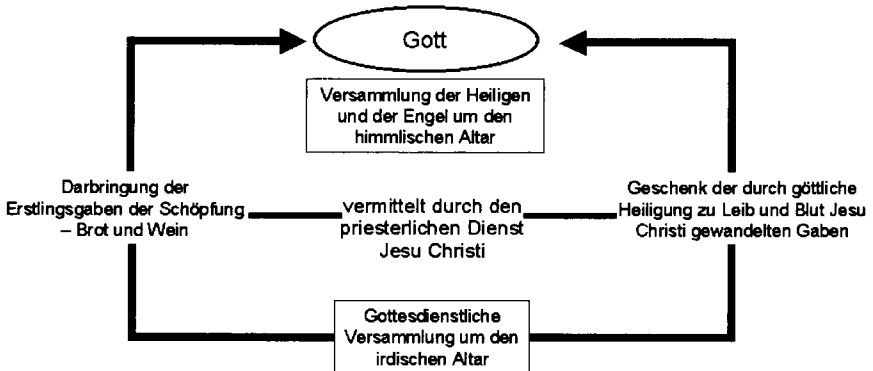 Gott
Versammlung der Heiligen
und der Engel um den
himmlischen Altar
Darbringung der
Erstlingsgaben der Schöpfung
– Brot und Wein
vermittelt durch den
priesterlichen Dienst
Jesu Christi
Geschenk der durch göttliche
Heiligung zu Leib und Blut Jesu
Christi gewandelten Gaben
Gottesdienstliche
Versammlung um den
irdischen Altar